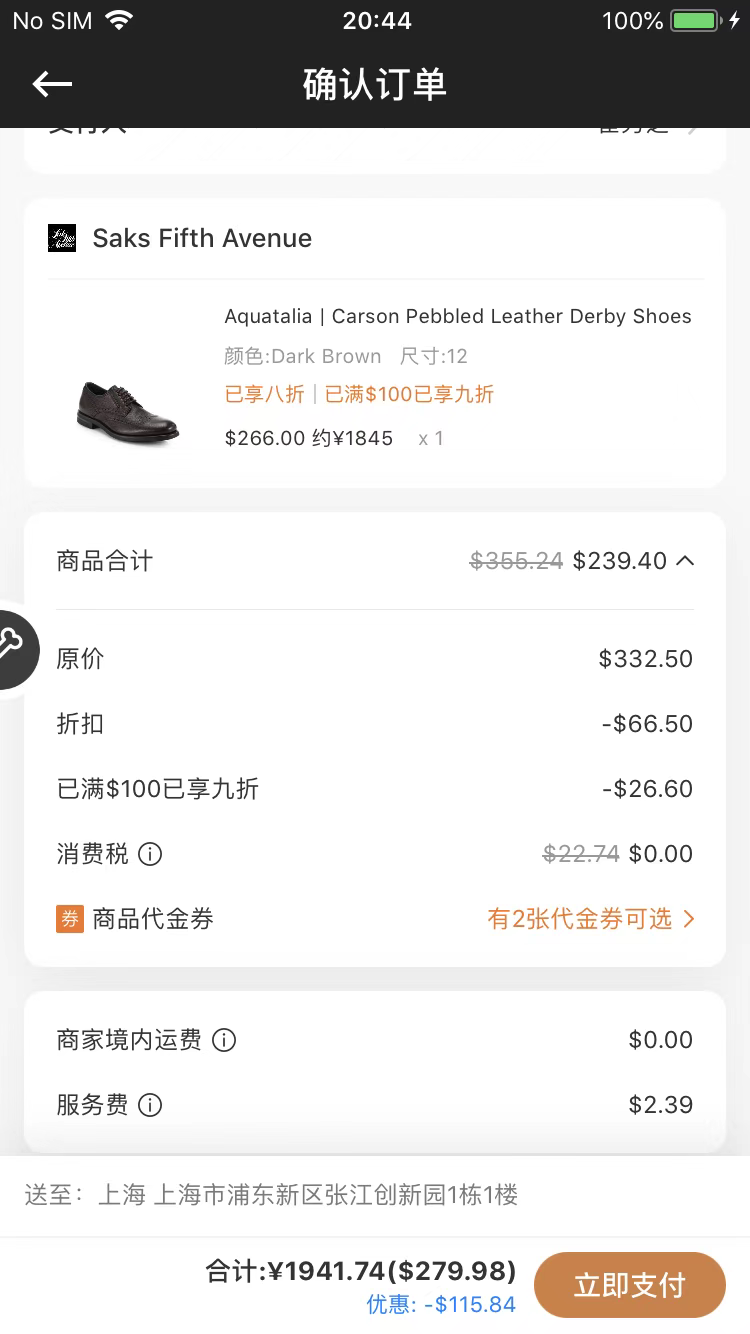 No SIM 20:44 100%
确认订单
Saks Fifth Avenue
Aquatalia | Carson Pebbled Leather Derby Shoes
颜色:Dark Brown 尺寸:12
已享八折 | 已满$100已享九折
$266.00 约¥1845 x 1
商品合计 $355.24 $239.40
原价 $332.50
折扣 -$66.50
已满$100已享九折 -$26.60
消费税 $22.74 $0.00
券 商品代金券 有2张代金券可选
商家境内运费 $0.00
服务费 $2.39
送至：上海 上海市浦东新区张江创新园1栋1楼
合计:¥1941.74($279.98)
优惠: -$115.84
立即支付